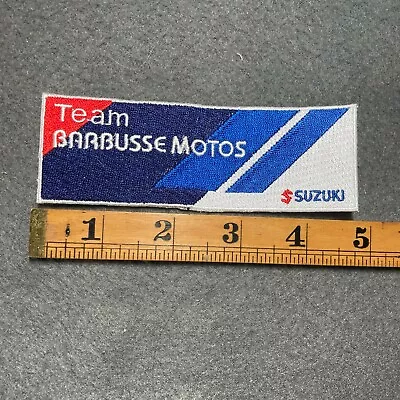 Team
BARBUSSE MOTOS
SUZUKI
1 2 3 4 5